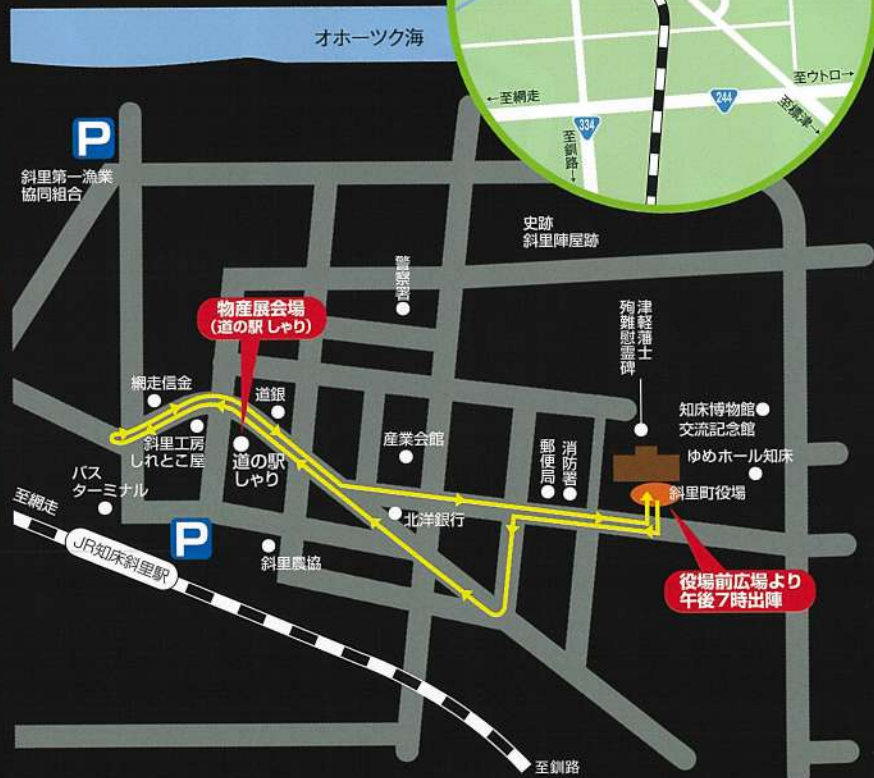 オホーツク海
←至網走
244
至ウトロ→
至標津→
334
至釧路→
P
斜里第一漁業
協同組合
史跡
斜里陣屋跡
警察署
物産展会場
(道の駅 しゃり)
津軽藩士
殉難慰霊碑
網走信金
道銀
知床博物館
交流記念館
産業会館
郵便局
消防署
ゆめホール知床
斜里工房
しれとこ屋
道の駅
しゃり
バス
ターミナル
斜里町役場
至網走
北洋銀行
P
JR知床斜里駅
斜里農協
役場前広場より
午後7時出陣
至釧路